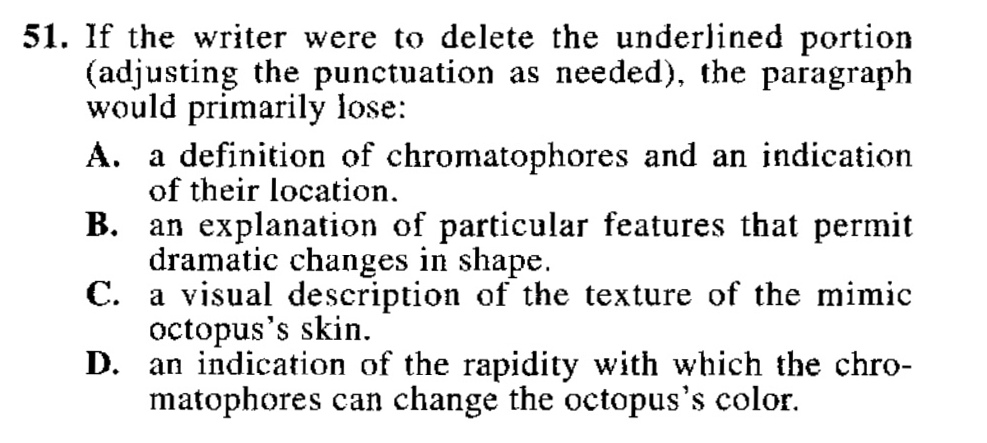 51. If the writer were to delete the underlined portion
(adjusting the punctuation as needed), the paragraph
would primarily lose:
A. a definition of chromatophores and an indication
of their location.
B. an explanation of particular features that permit
dramatic changes in shape.
C. a visual description of the texture of the mimic
octopus's skin.
D. an indication of the rapidity with which the chro-
matophores can change the octopus's color.